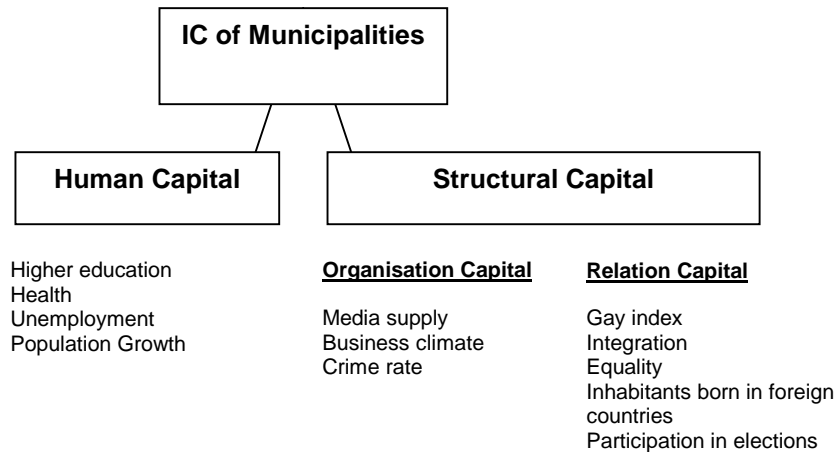 IC of Municipalities
Human Capital
Structural Capital
Higher education
Health
Unemployment
Population Growth
Organisation Capital
Media supply
Business climate
Crime rate
Relation Capital
Gay index
Integration
Equality
Inhabitants born in foreign
countries
Participation in elections